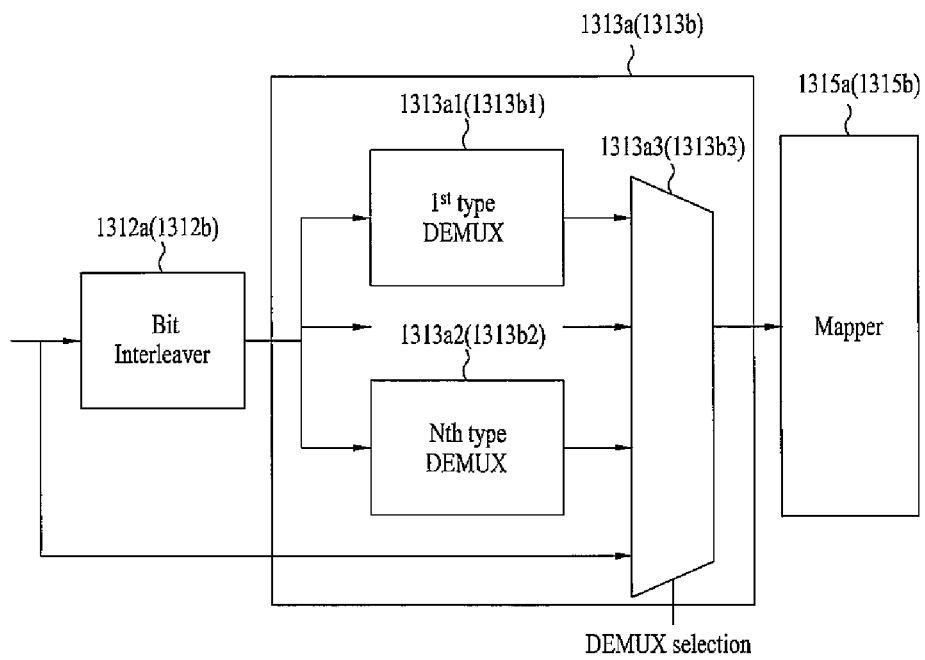 1313a(1313b)
1315a(1315b)
1313a1(1313b1)
1313a3(1313b3)
1st type
DEMUX
1312a(1312b)
Bit
Interleaver
Mapper
1313a2(1313b2)
Nth type
DEMUX
DEMUX selection